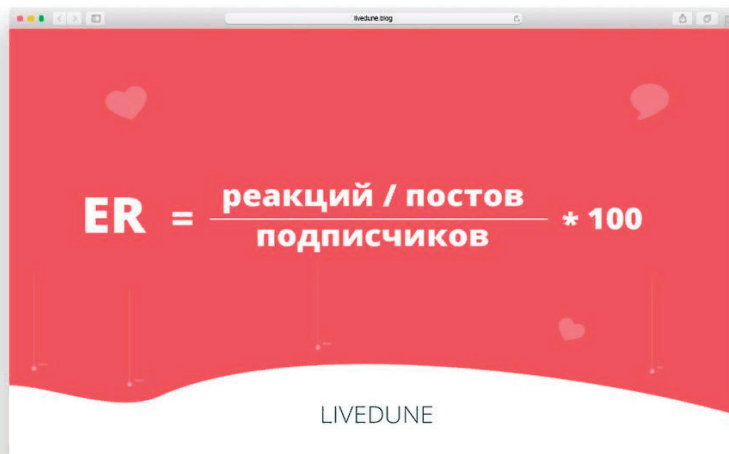 livedune.blog
ER = реакций / постов
подписчиков * 100
LIVEDUNE